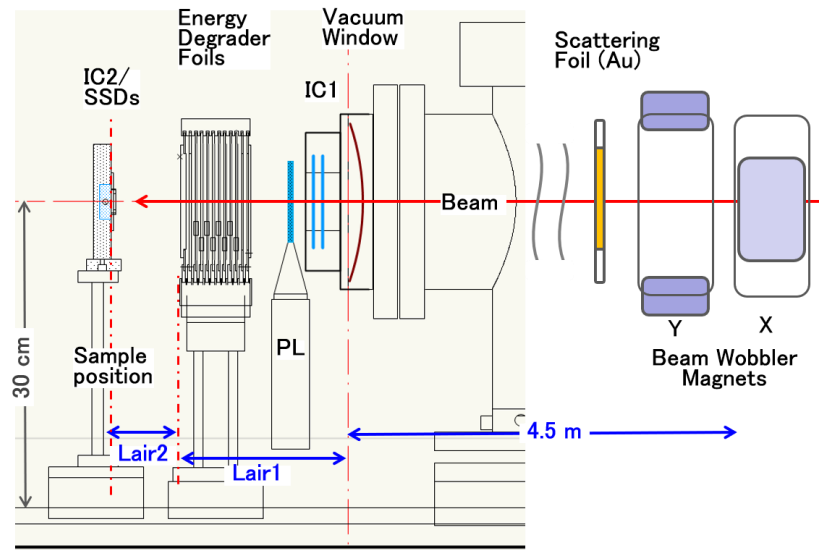 Energy
Degrader
Foils
Vacuum
Window
Scattering
Foil (Au)
IC2/
SSDs
IC1
Beam
Y
X
Beam Wobbler
Magnets
PL
Sample
position
30 cm
4.5 m
Lair2
Lair1